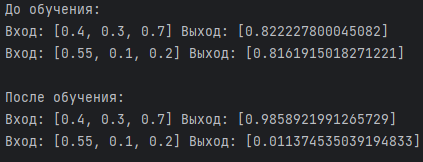 До обучения:
Вход: [0.4, 0.3, 0.7] Выход: [0.822227800045082]
Вход: [0.55, 0.1, 0.2] Выход: [0.8161915018271221]
После обучения:
Вход: [0.4, 0.3, 0.7] Выход: [0.9858921991265729]
Вход: [0.55, 0.1, 0.2] Выход: [0.011374535039194833]